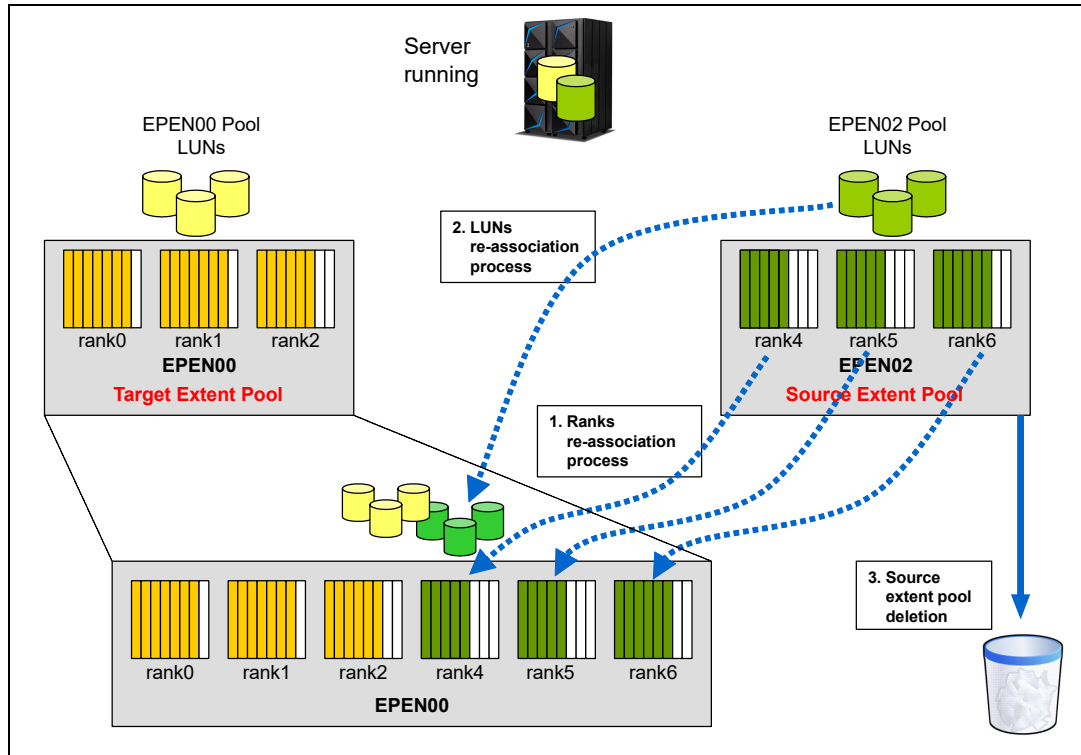 Server
running
EPEN00 Pool
LUNs
EPEN02 Pool
LUNs
2. LUNs
re-association
process
rank0
rank1
rank2
EPEN00
Target Extent Pool
rank4
rank5
rank6
EPEN02
Source Extent Pool
1. Ranks
re-association
process
3. Source
extent pool
deletion
rank0
rank1
rank2
rank4
rank5
rank6
EPEN00